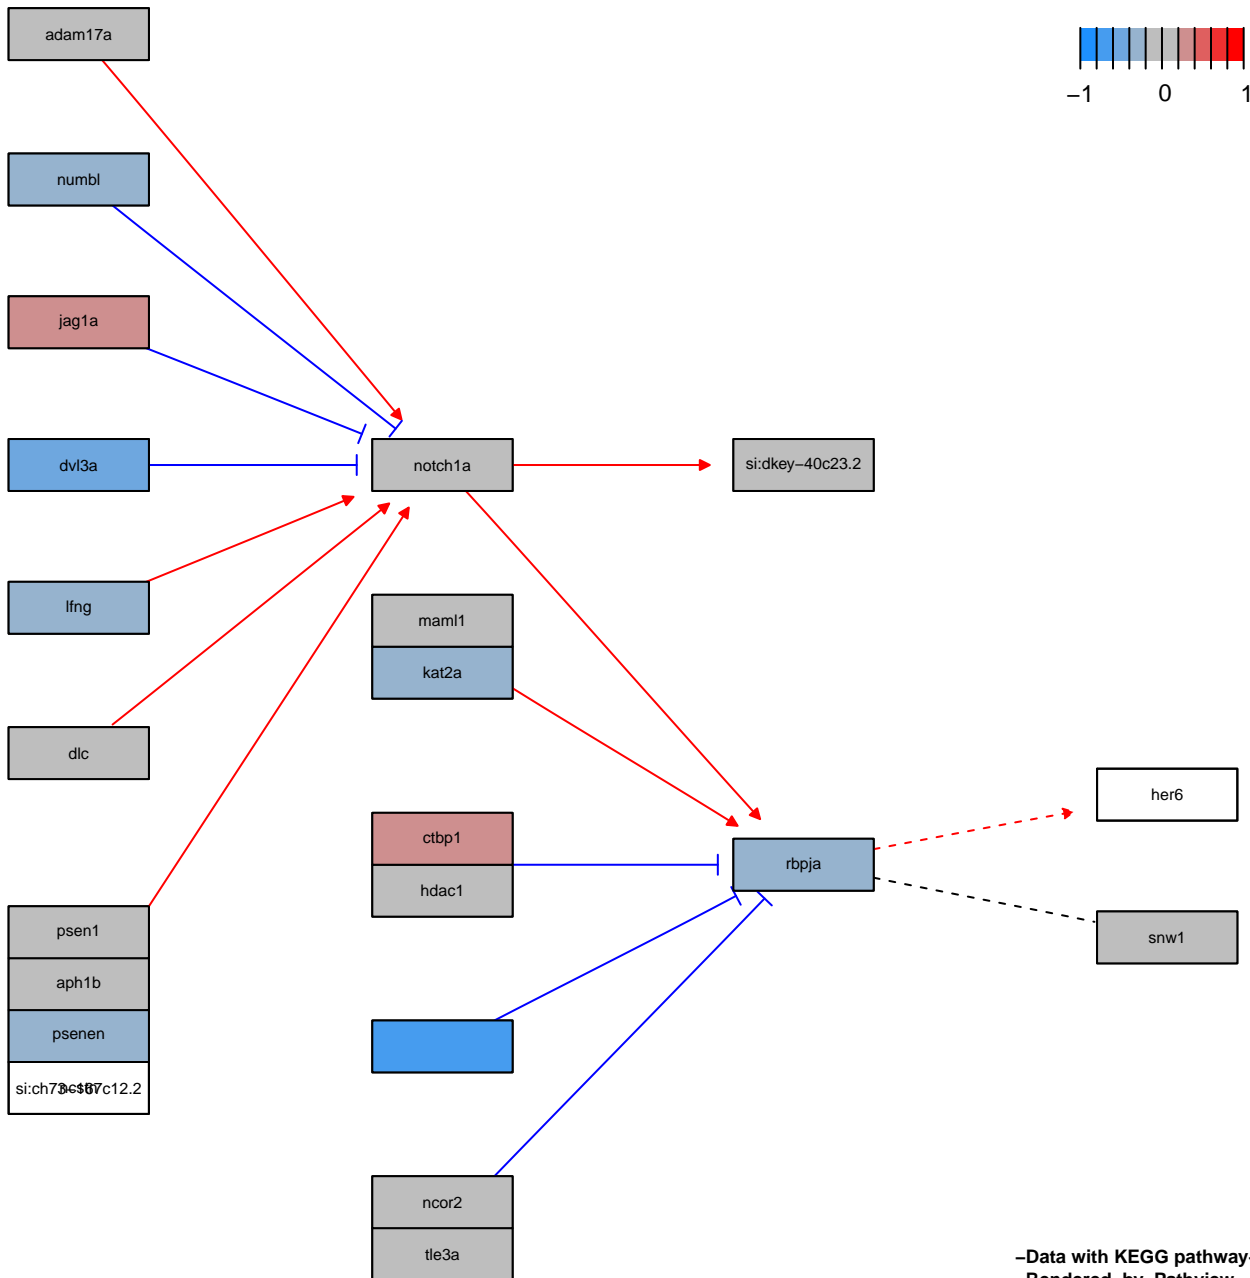 adam17a
−1 0 1
numbl
jag1a
dvl3a
notch1a
si:dkey−40c23.2
lfng
maml1
kat2a
dlc
her6
ctbp1
hdac1
rbpja
psen1
aph1b
psenen
snw1
ncor2
tle3a
−Data with KEGG pathway−